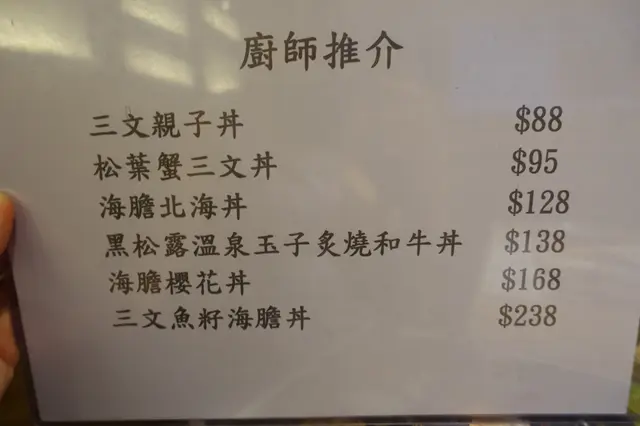 廚師推介
三文親子丼 $88
松葉蟹三文丼 $95
海膽北海丼 $128
黑松露溫泉玉子炙燒和牛丼 $138
海膽櫻花丼 $168
三文魚籽海膽丼 $238